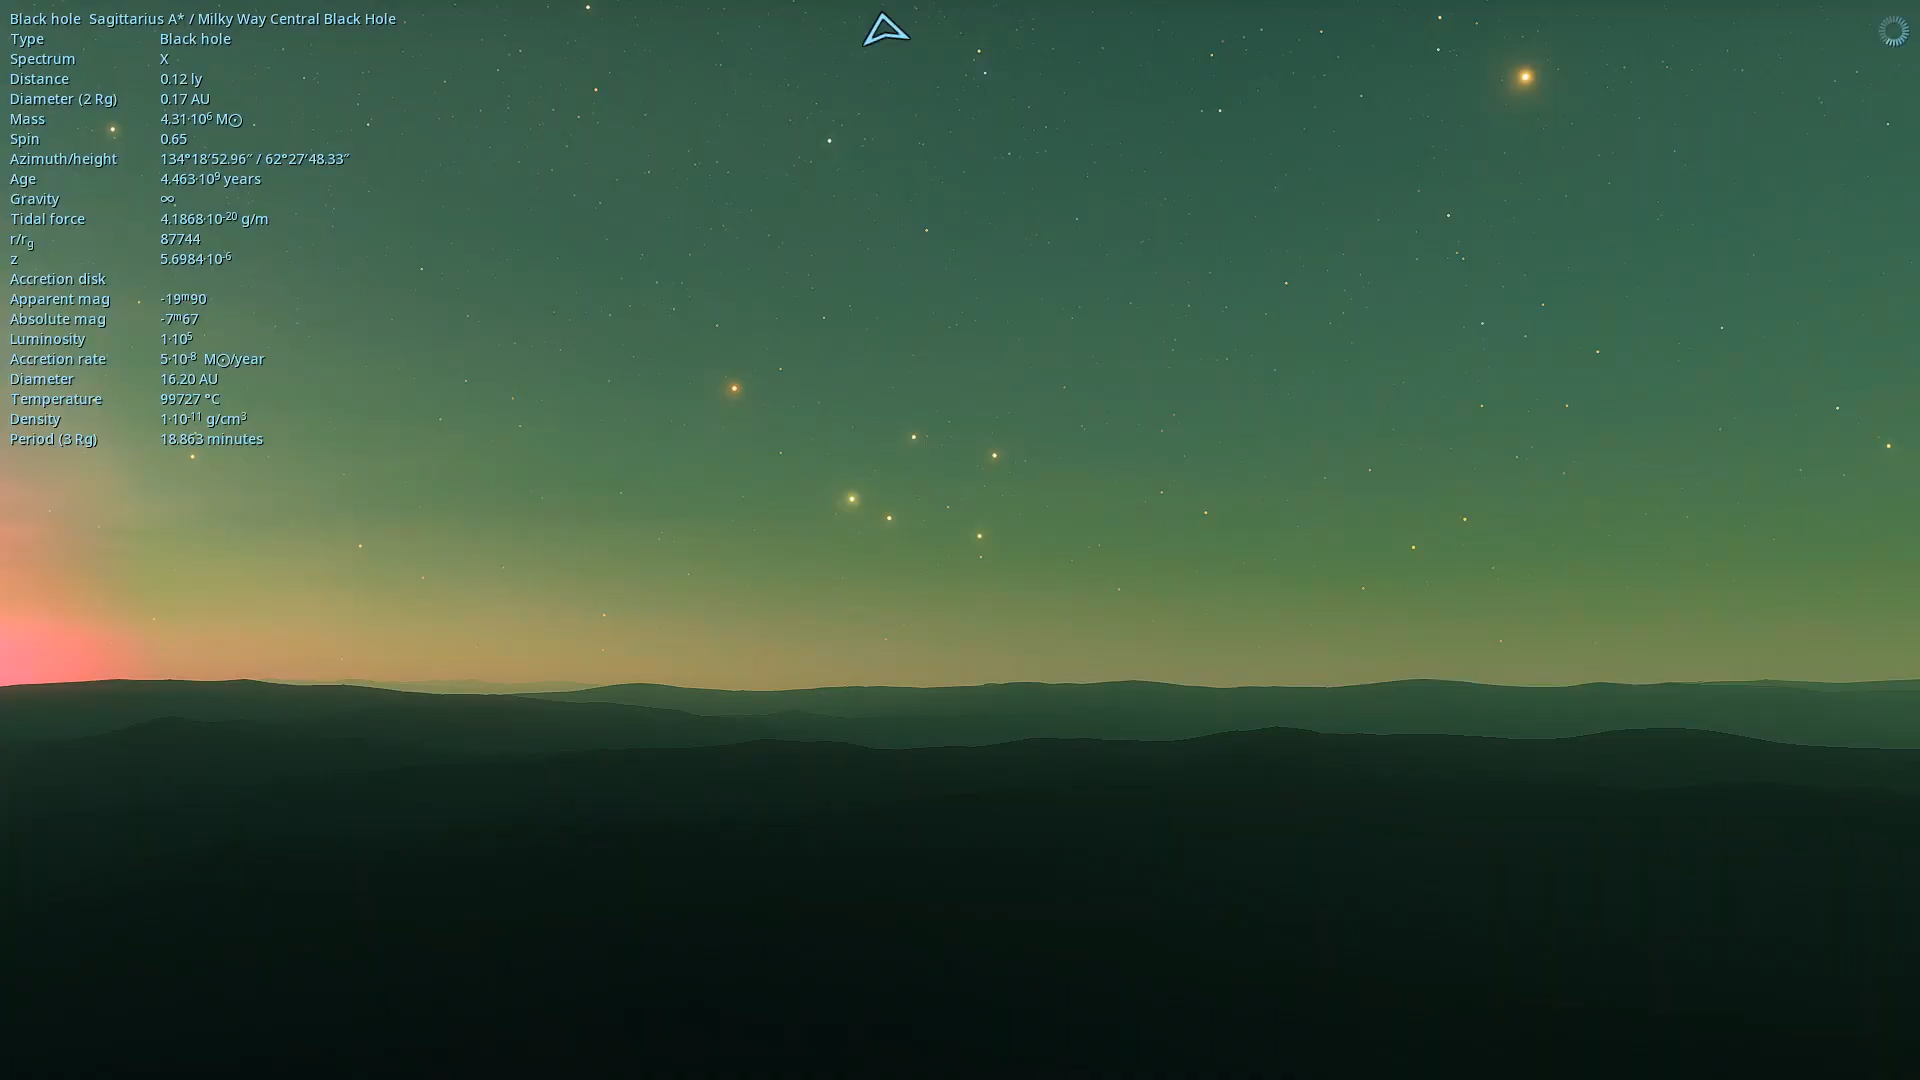 Black hole Sagittarius A* / Milky Way Central Black Hole
Type Black hole
Spectrum X
Distance 0.12 ly
Diameter (2 Rg) 0.17 AU
Mass 4.31·10⁶ M☉
Spin 0.65
Azimuth/height 134°18′52.96″ / 62°27′48.33″
Age 4.463·10⁹ years
Gravity ∞
Tidal force 4.1868·10⁻²⁰ g/m
r/rg 87744
z 5.6984·10⁻⁶
Accretion disk
Apparent mag -19ᵐ90
Absolute mag -7ᵐ67
Luminosity 1·10⁵
Accretion rate 5·10⁻⁸ M☉/year
Diameter 16.20 AU
Temperature 99727 °C
Density 1·10⁻¹¹ g/cm³
Period (3 Rg) 18.863 minutes